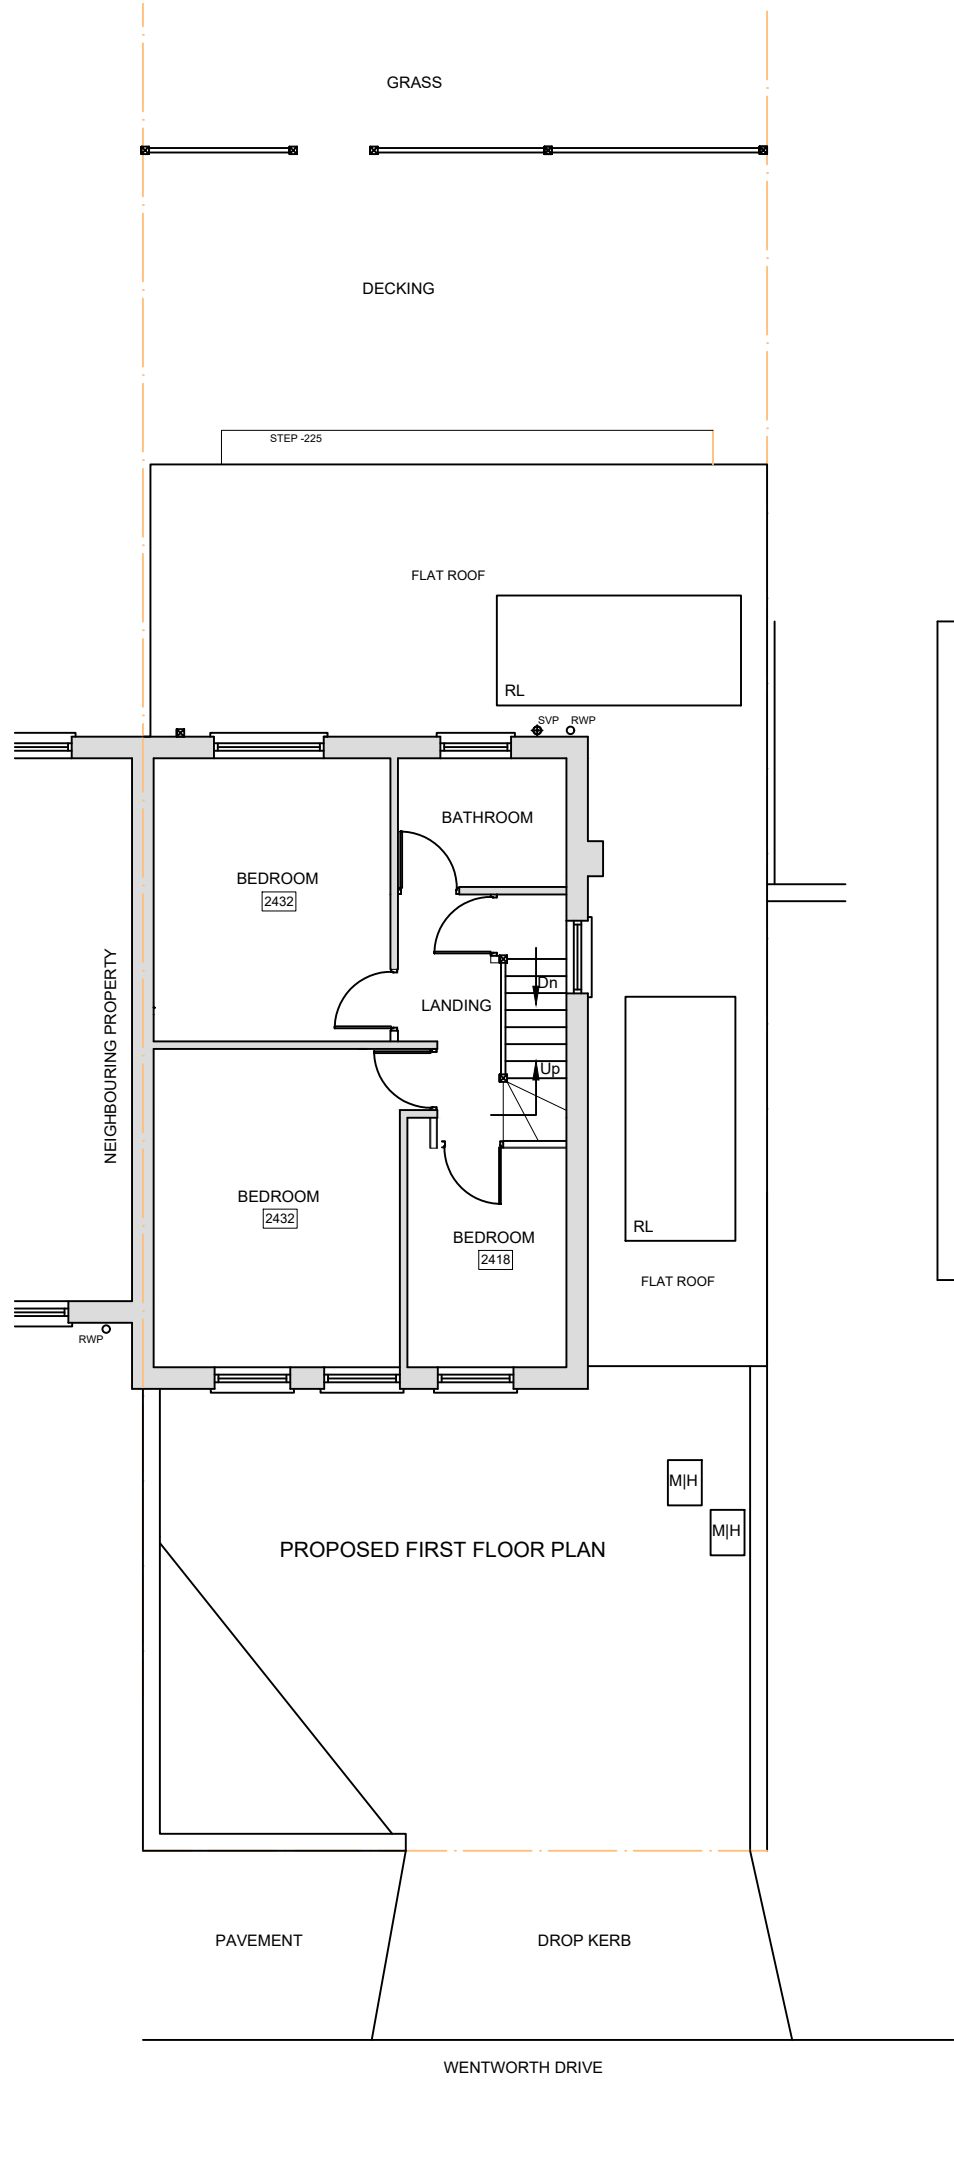 GRASS
DECKING
STEP -225
FLAT ROOF
RL
SVP RWP
BATHROOM
BEDROOM
2432
Dn
LANDING
NEIGHBOURING PROPERTY
Up
BEDROOM
2432
BEDROOM
2418
RL
FLAT ROOF
RWP
M|H
M|H
PROPOSED FIRST FLOOR PLAN
PAVEMENT
DROP KERB
WENTWORTH DRIVE